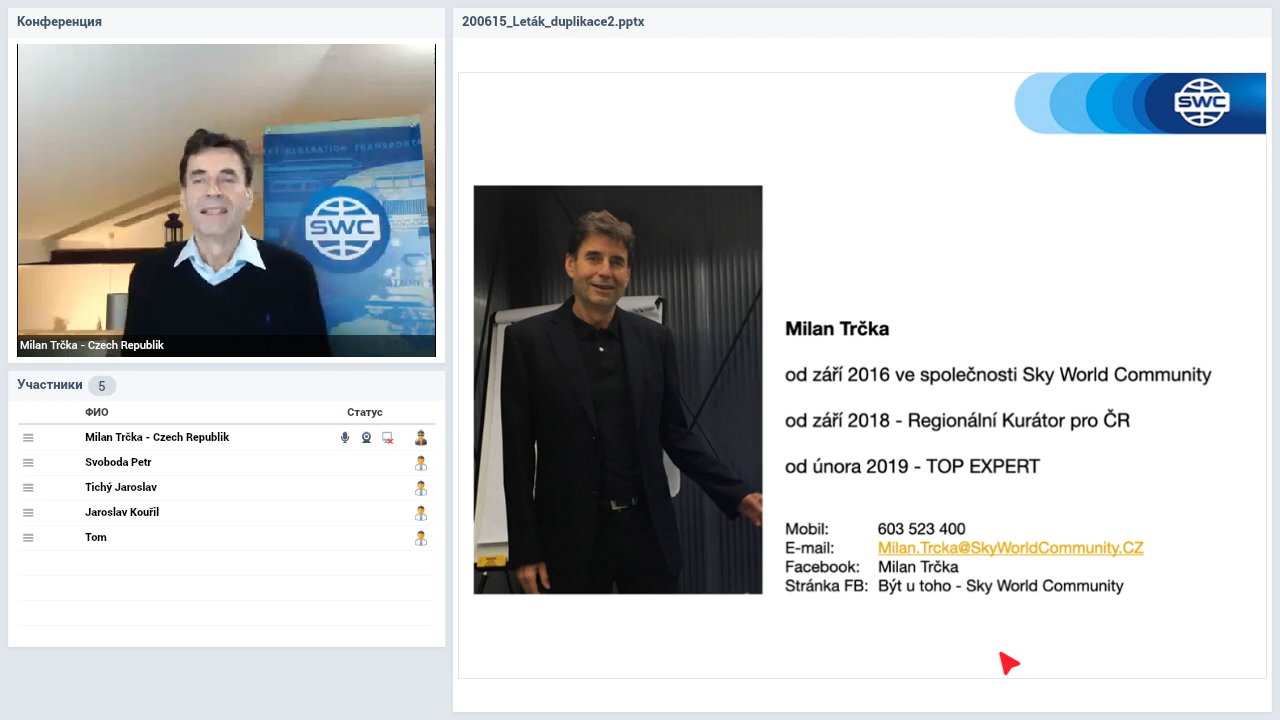 Конференция
SWC
Milan Trčka - Czech Republik
Участники 5
ФИО Статус
Milan Trčka - Czech Republik
Svoboda Petr
Tichý Jaroslav
Jaroslav Kouřil
Tom
200615_Leták_duplikace2.pptx
SWC
Milan Trčka
od září 2016 ve společnosti Sky World Community
od září 2018 - Regionální Kurátor pro ČR
od února 2019 - TOP EXPERT
Mobil: 603 523 400
E-mail: Milan.Trcka@SkyWorldCommunity.CZ
Facebook: Milan Trčka
Stránka FB: Být u toho - Sky World Community